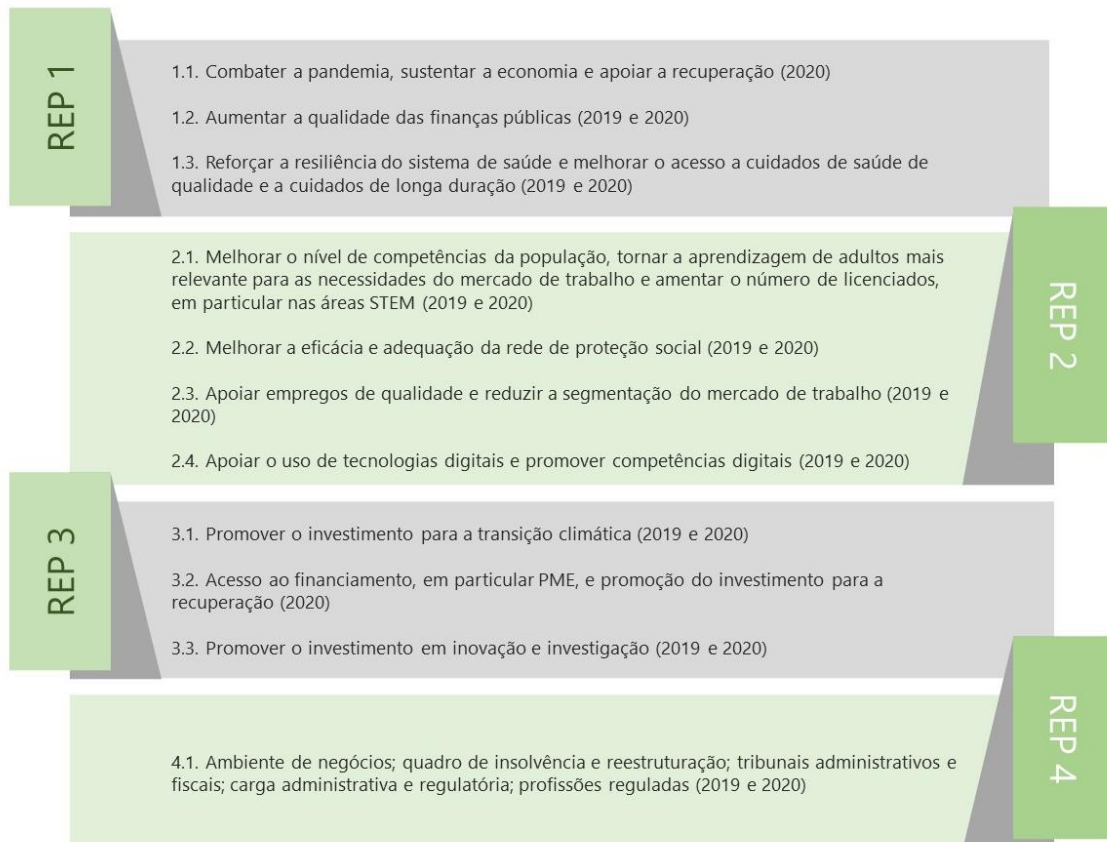 REP 1
1.1. Combater a pandemia, sustentar a economia e apoiar a recuperação (2020)
1.2. Aumentar a qualidade das finanças públicas (2019 e 2020)
1.3. Reforçar a resiliência do sistema de saúde e melhorar o acesso a cuidados de saúde de
qualidade e a cuidados de longa duração (2019 e 2020)
REP 2
2.1. Melhorar o nível de competências da população, tornar a aprendizagem de adultos mais
relevante para as necessidades do mercado de trabalho e amentar o número de licenciados,
em particular nas áreas STEM (2019 e 2020)
2.2. Melhorar a eficácia e adequação da rede de proteção social (2019 e 2020)
2.3. Apoiar empregos de qualidade e reduzir a segmentação do mercado de trabalho (2019 e
2020)
2.4. Apoiar o uso de tecnologias digitais e promover competências digitais (2019 e 2020)
REP 3
3.1. Promover o investimento para a transição climática (2019 e 2020)
3.2. Acesso ao financiamento, em particular PME, e promoção do investimento para a
recuperação (2020)
3.3. Promover o investimento em inovação e investigação (2019 e 2020)
REP 4
4.1. Ambiente de negócios; quadro de insolvência e reestruturação; tribunais administrativos e
fiscais; carga administrativa e regulatória; profissões reguladas (2019 e 2020)